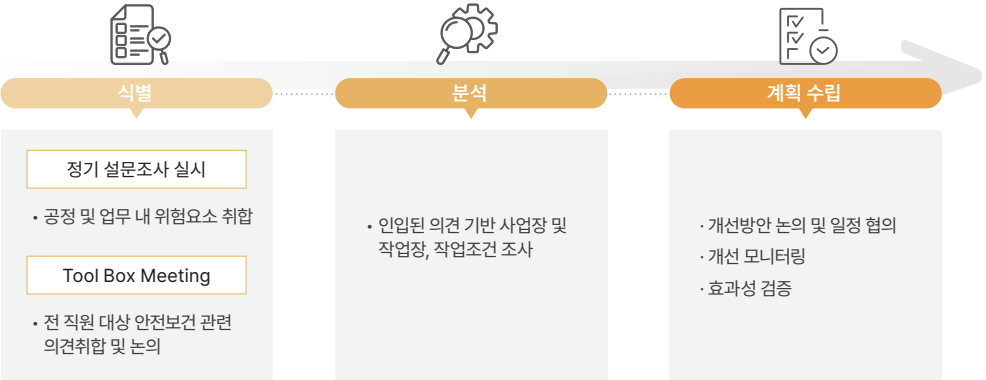 식별
정기 설문조사 실시
• 공정 및 업무 내 위험요소 취합
Tool Box Meeting
• 전 직원 대상 안전보건 관련
의견취합 및 논의
분석
• 인입된 의견 기반 사업장 및
작업장, 작업조건 조사
계획 수립
· 개선방안 논의 및 일정 협의
· 개선 모니터링
· 효과성 검증